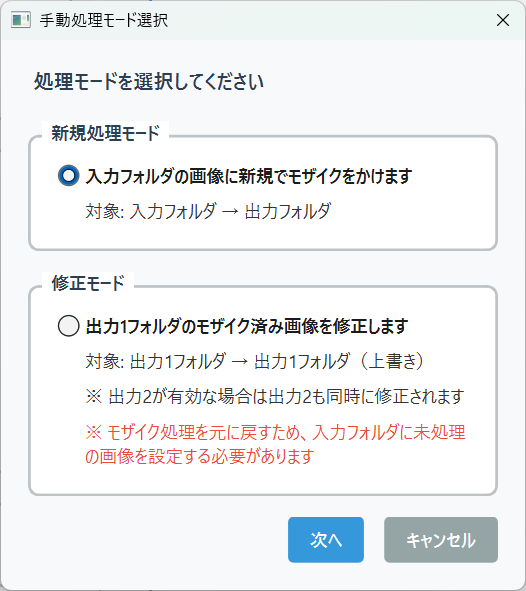 手動処理モード選択
処理モードを選択してください
新規処理モード
入力フォルダの画像に新規でモザイクをかけます
対象: 入力フォルダ → 出力フォルダ
修正モード
出力1フォルダのモザイク済み画像を修正します
対象: 出力1フォルダ → 出力1フォルダ（上書き）
※ 出力2が有効な場合は出力2も同時に修正されます
※ モザイク処理を元に戻すため、入力フォルダに未処理
の画像を設定する必要があります
次へ
キャンセル